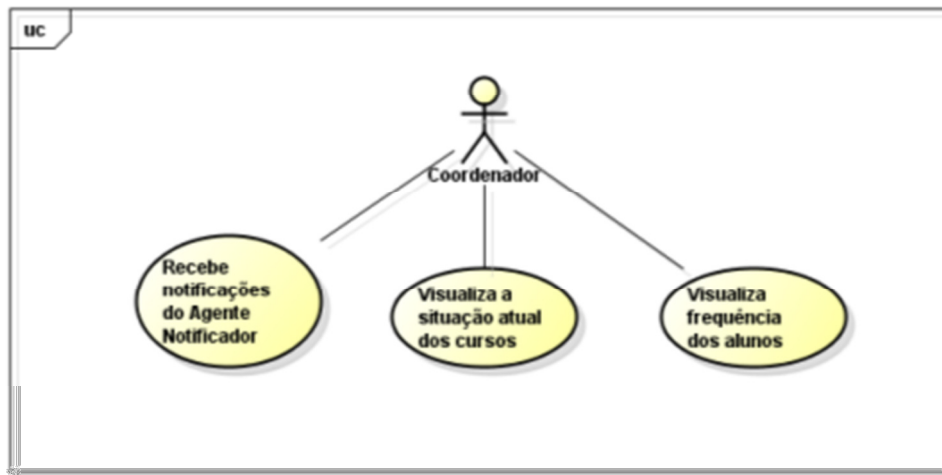 uc
Coordenador
Recebe
notificações
do Agente
Notificador
Visualiza a
situação atual
dos cursos
Visualiza
frequência
dos alunos